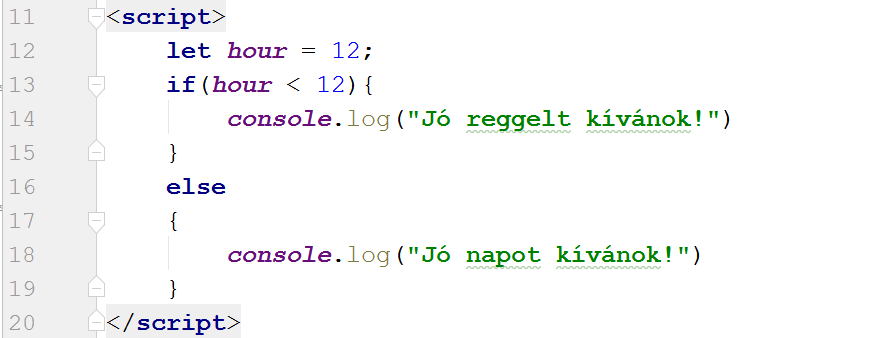 11 <script>
12 let hour = 12;
13 if(hour < 12){
14 console.log("Jó reggelt kívánok!")
15 }
16 else
17 {
18 console.log("Jó napot kívánok!")
19 }
20 </script>